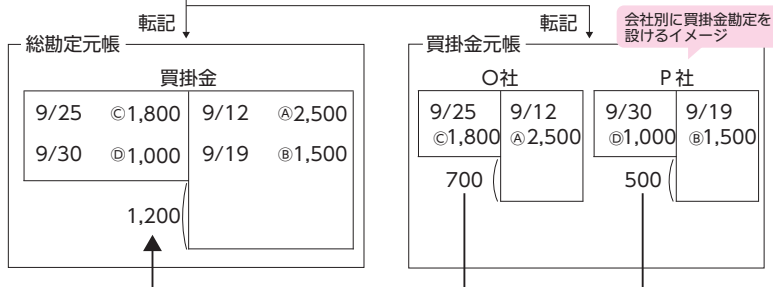 転記
転記
会社別に買掛金勘定を
設けるイメージ
総勘定元帳
買掛金
9/25 Ⓒ1,800 9/12 Ⓐ2,500
9/30 Ⓓ1,000 9/19 Ⓑ1,500
1,200
買掛金元帳
O社 P社
9/25 9/12 9/30 9/19
Ⓒ1,800 Ⓐ2,500 Ⓓ1,000 Ⓑ1,500
700 500